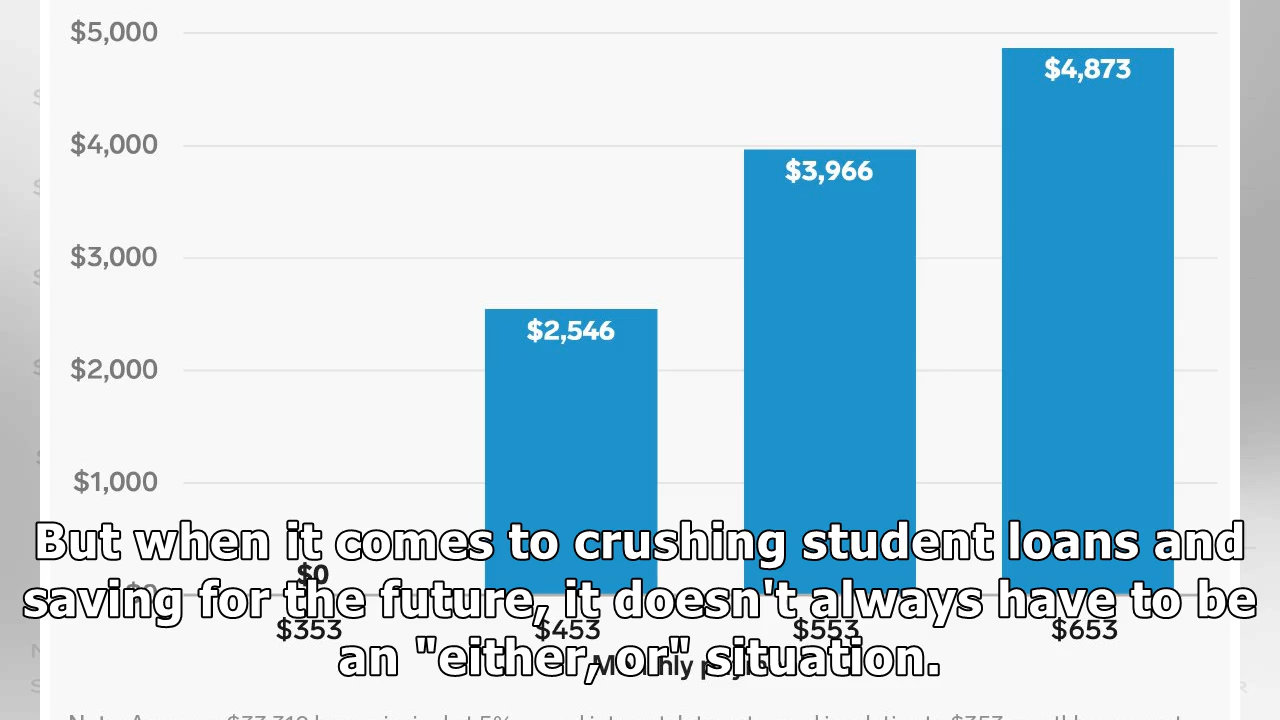 $5,000
$4,873
$4,000
$3,966
$3,000
$2,546
$2,000
$1,000
But when it comes to crushing student loans and
$0
saving for the future, it doesn't always have to be
$353 $453 $553 $653
an "either, or" situation.